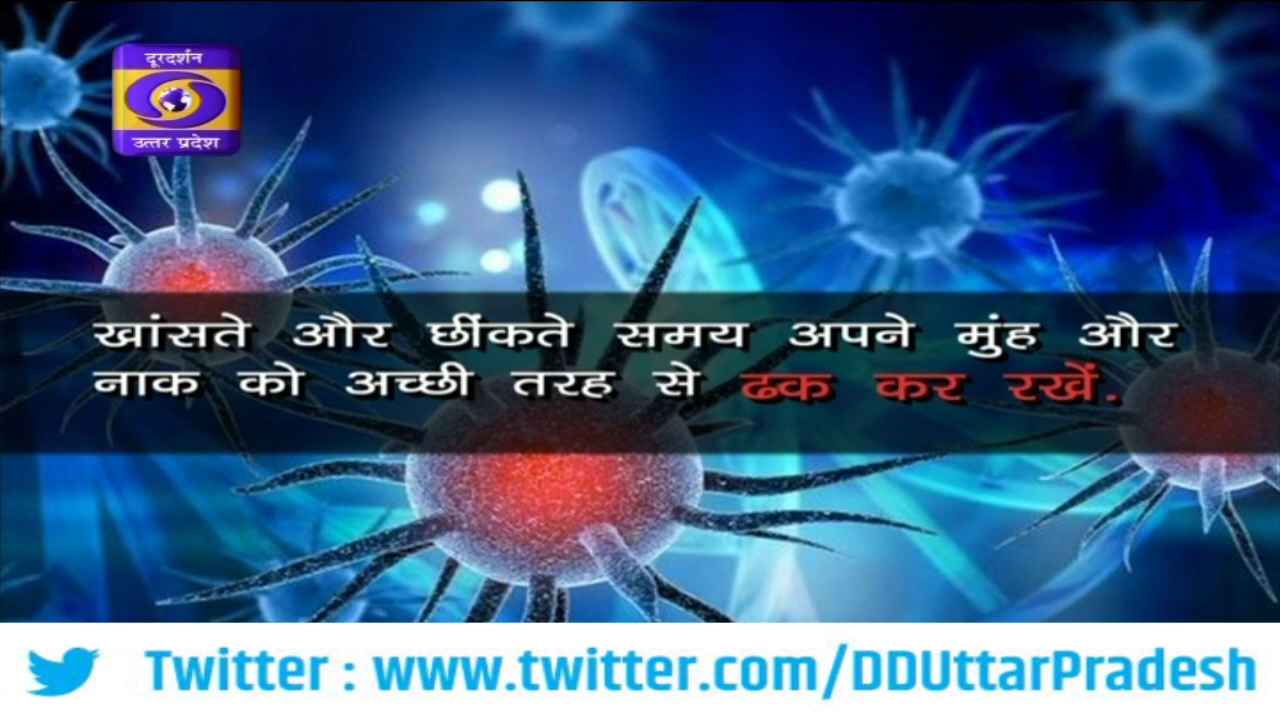 दूरदर्शन
उत्तर प्रदेश
खांसते और छींकते समय अपने मुंह और
नाक को अच्छी तरह से ढक कर रखें.
Twitter : www.twitter.com/DDUttarPradesh